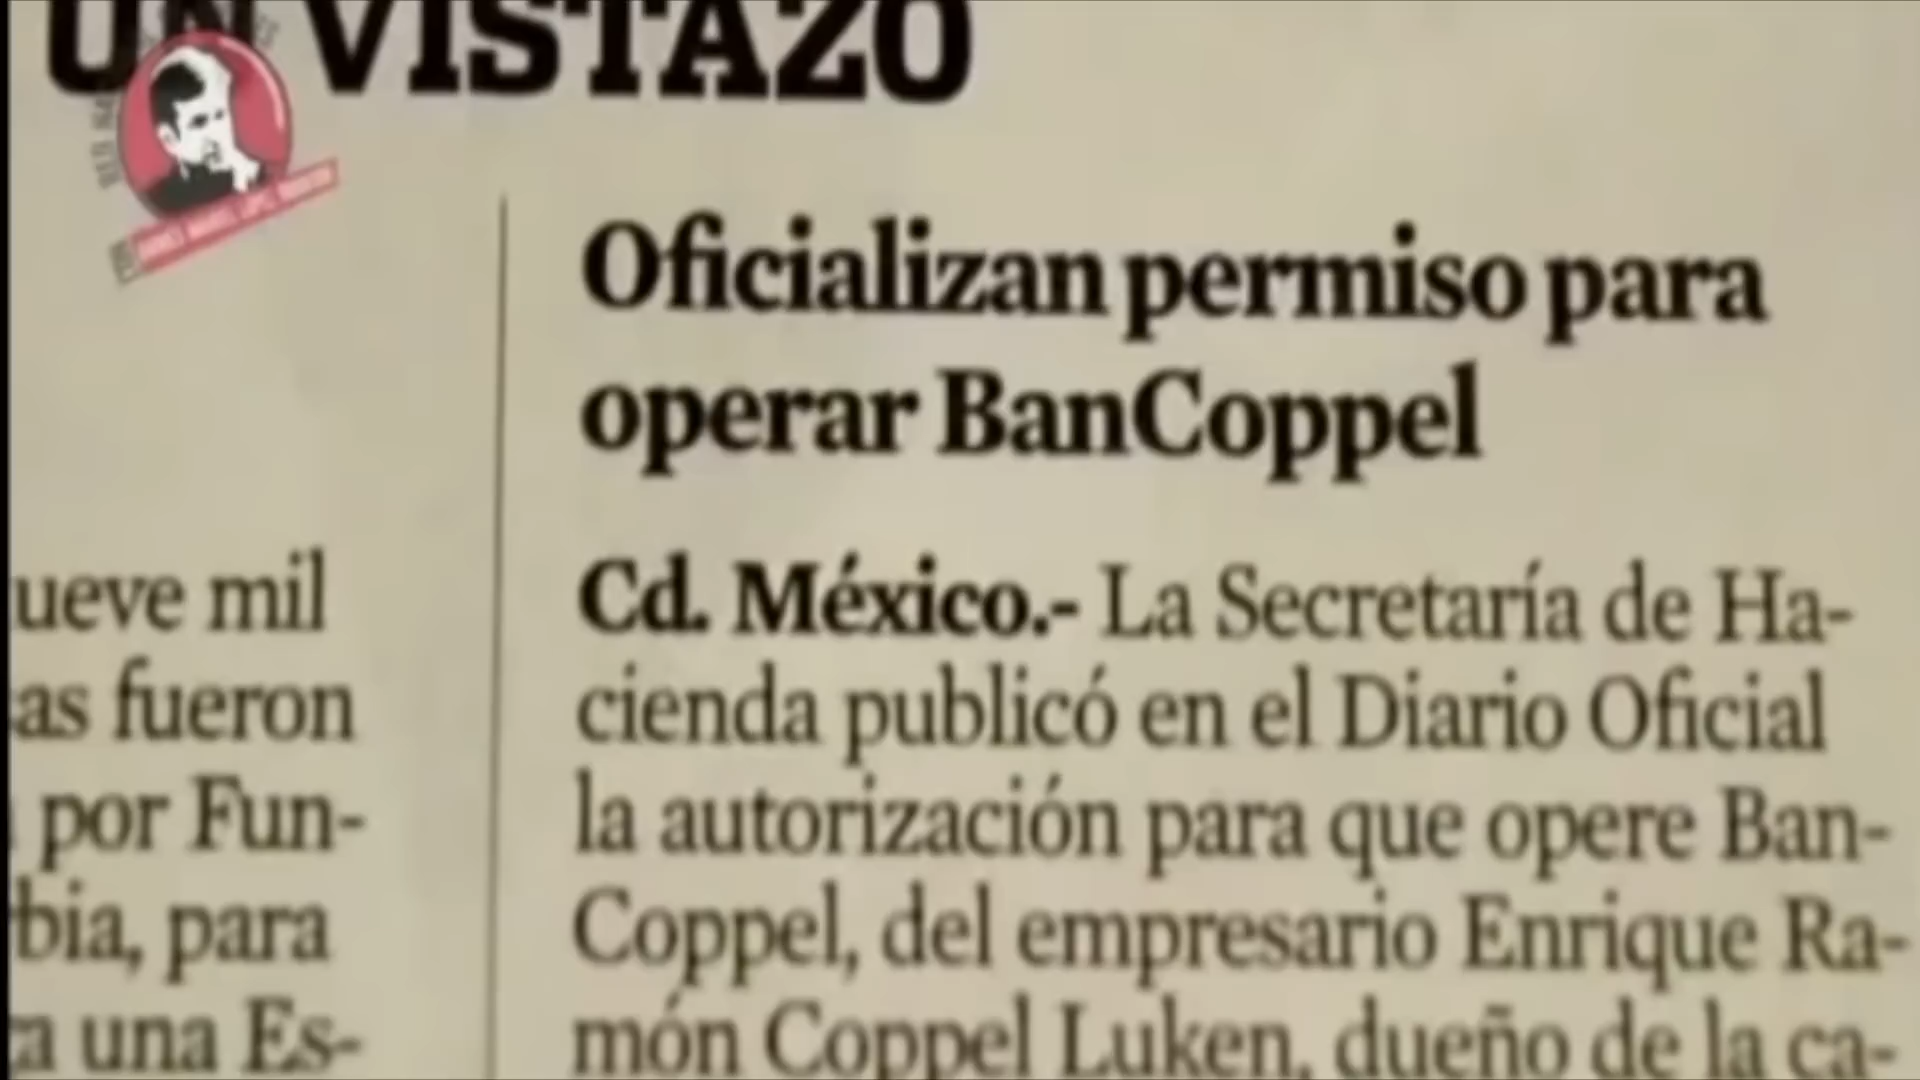 UN VISTAZO
Oficializan permiso para
operar BanCoppel
Cd. México.- La Secretaría de Ha-
cienda publicó en el Diario Oficial
la autorización para que opere Ban-
Coppel, del empresario Enrique Ra-
món Coppel Luken, dueño de la ca-
ueve mil
as fueron
por Fun-
bia, para
a una Es-